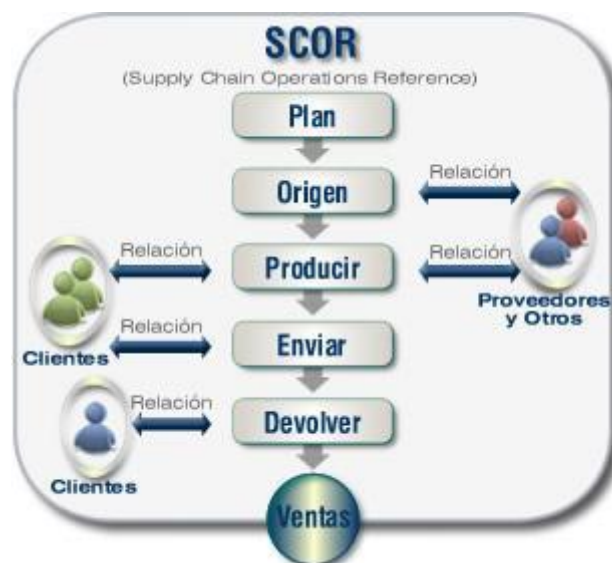 SCOR
(Supply Chain Operations Reference)
Plan
Relación
Origen
Relación
Producir
Relación
Proveedores
y Otros
Relación
Enviar
Clientes
Relación
Devolver
Clientes
Ventas